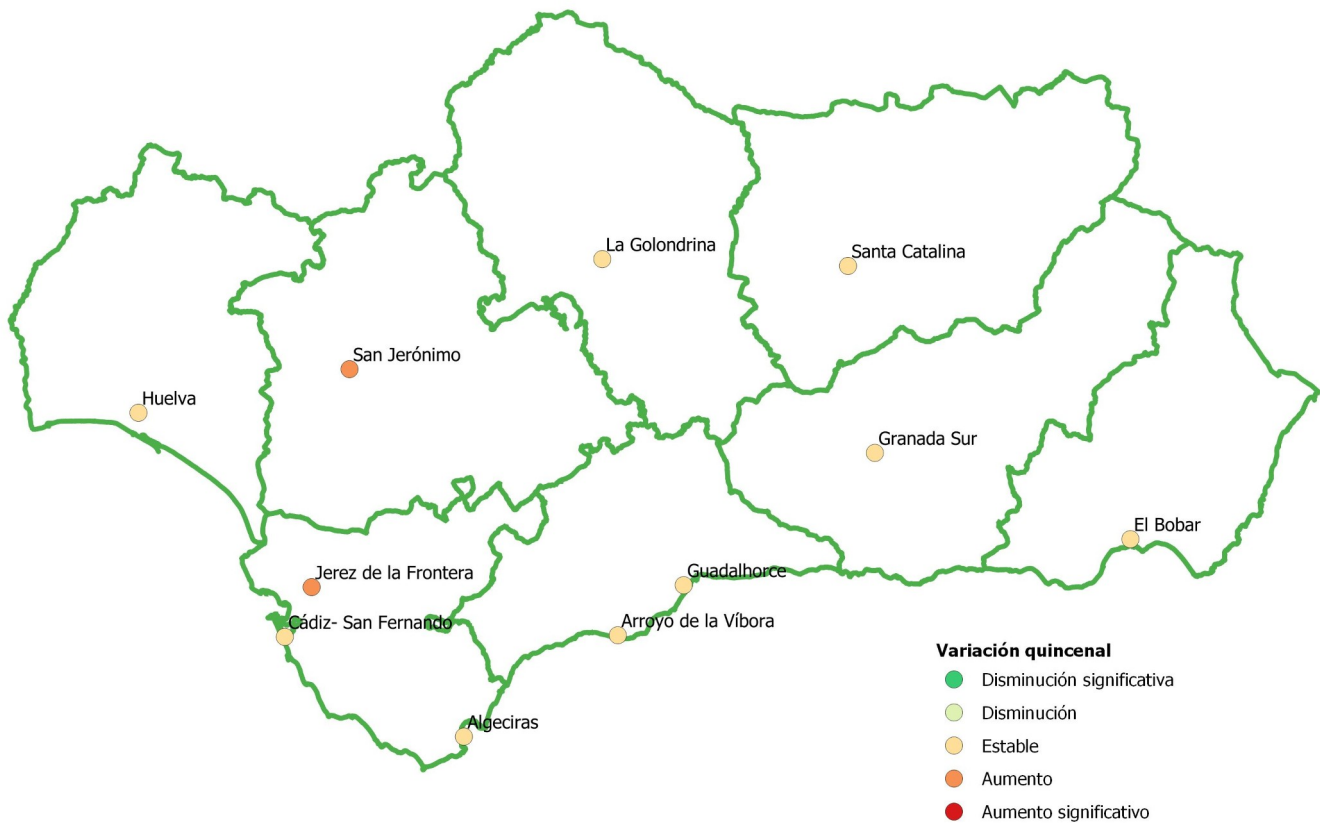 La Golondrina
Santa Catalina
San Jerónimo
Huelva
Granada Sur
El Bobar
Jerez de la Frontera
Guadalhorce
Cádiz- San Fernando
Arroyo de la Víbora
Algeciras
Variación quincenal
Disminución significativa
Disminución
Estable
Aumento
Aumento significativo